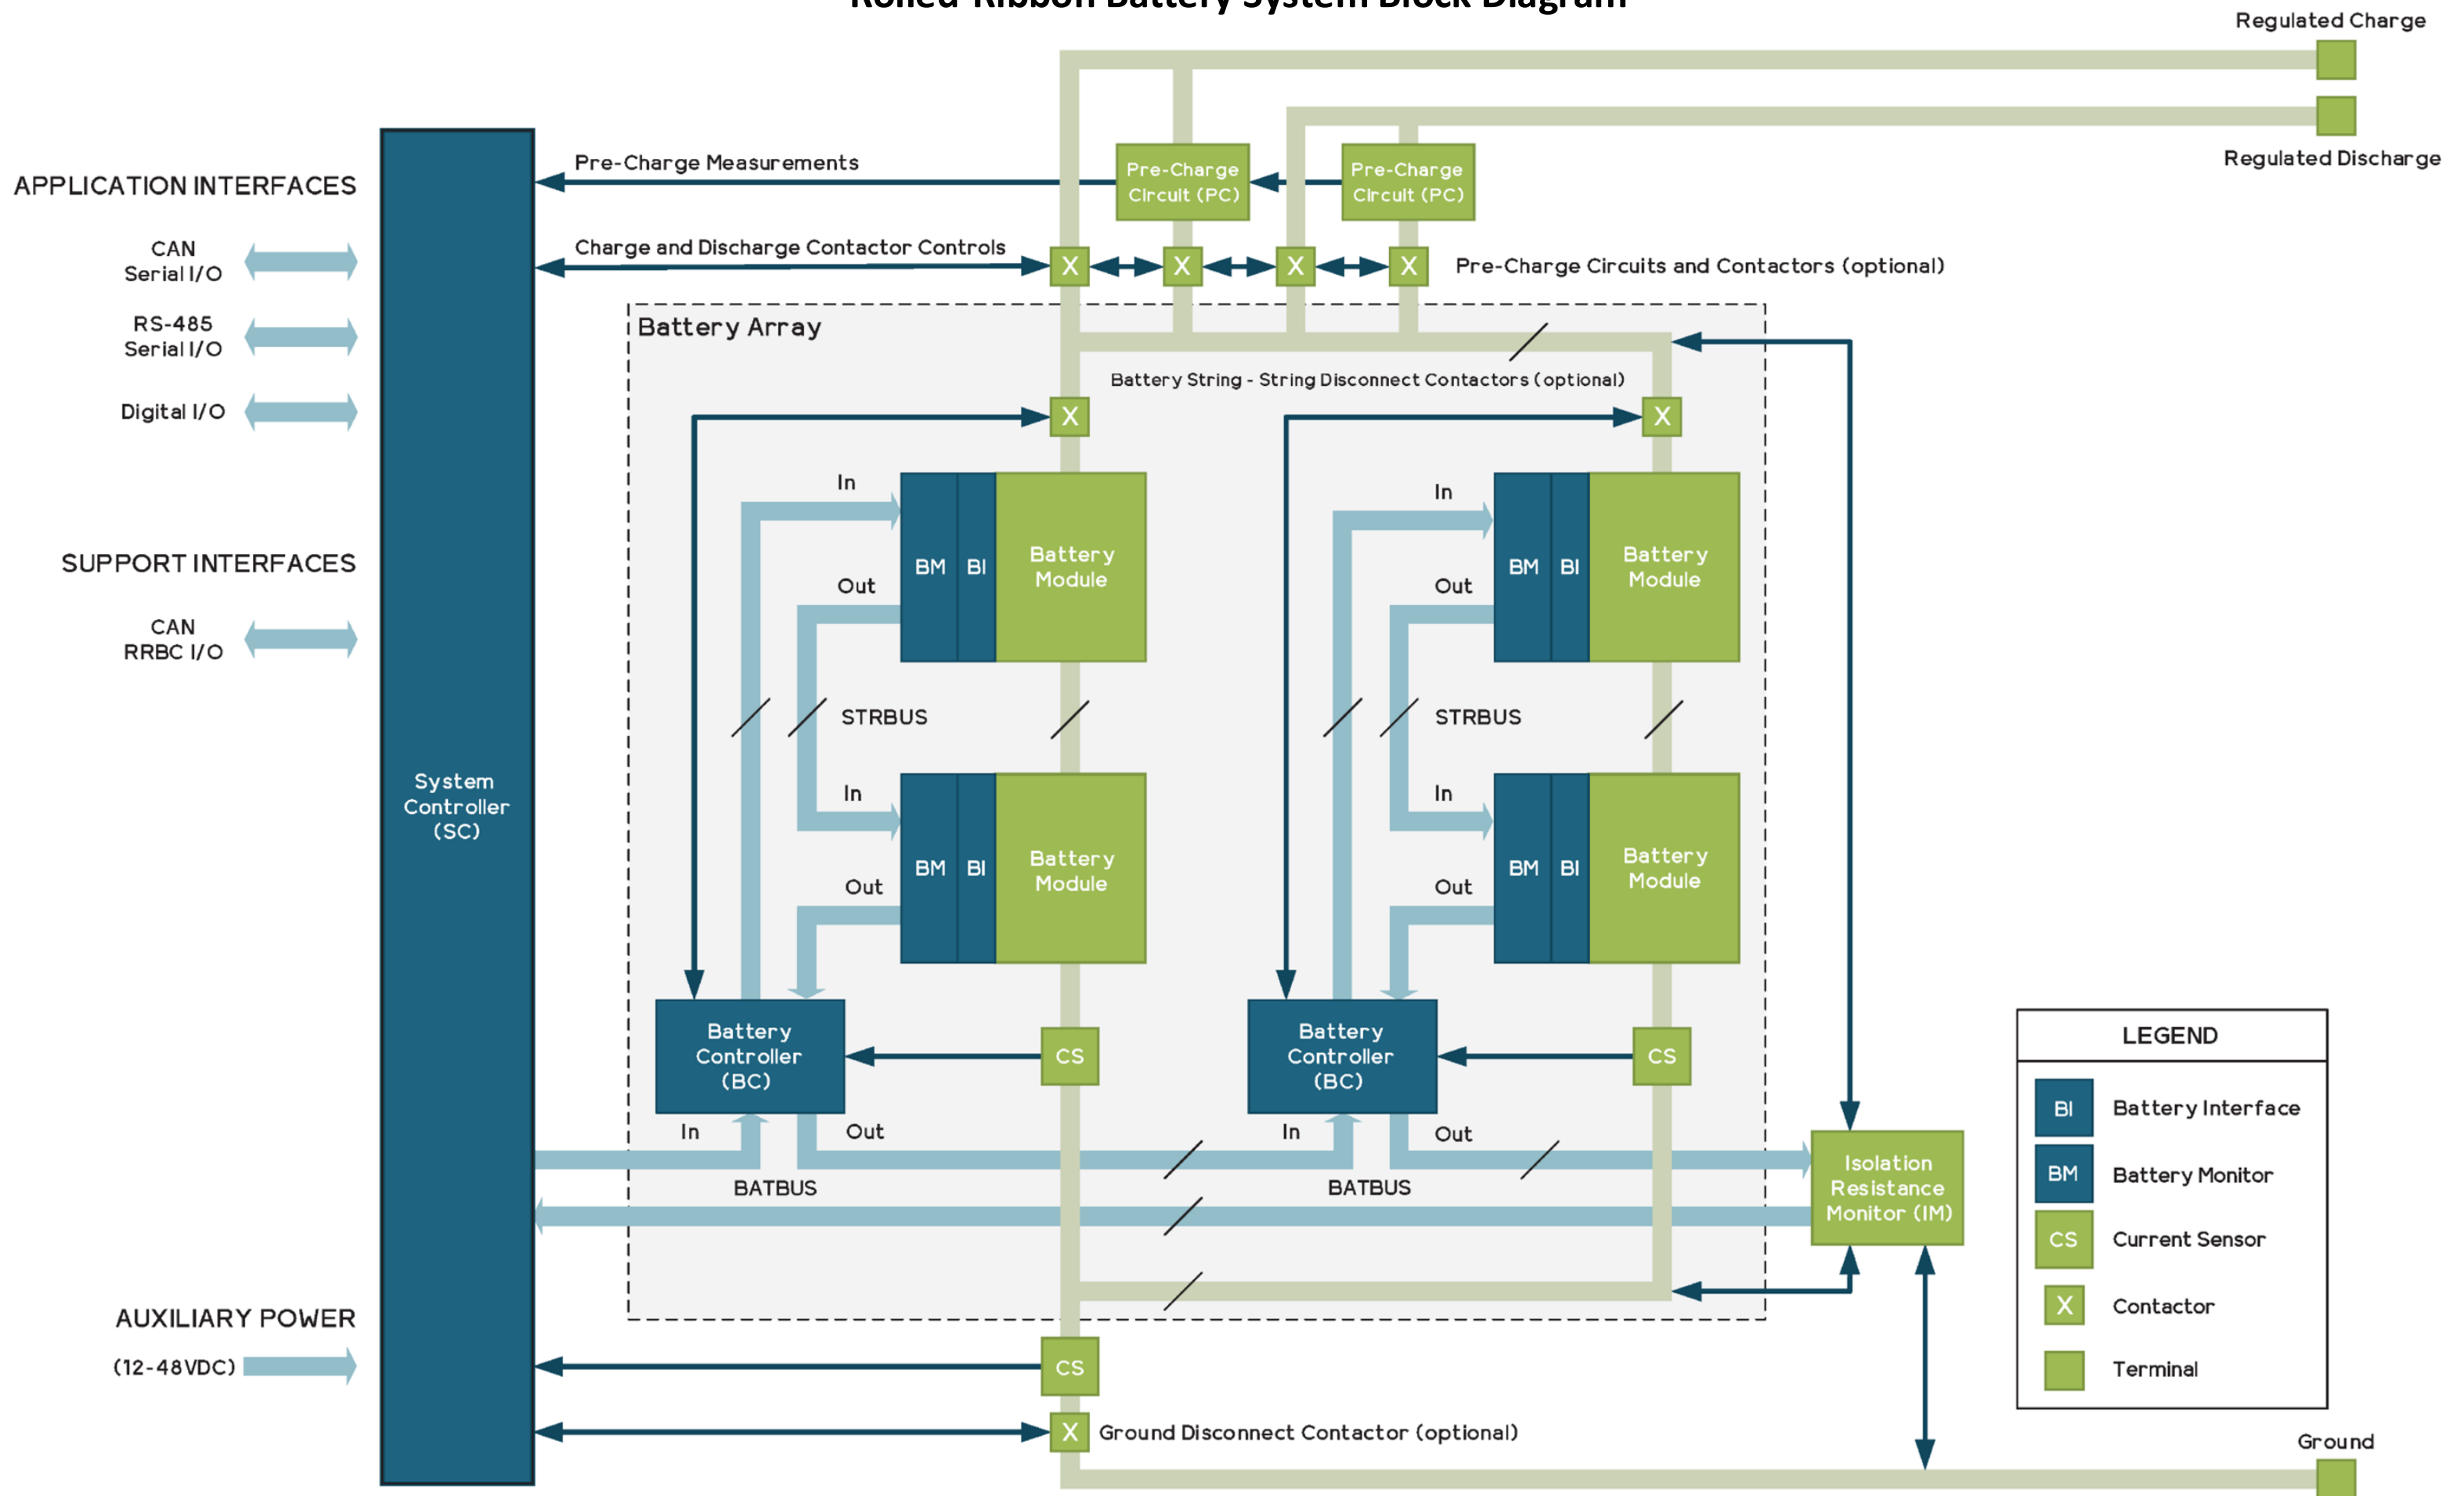 Rolled-Ribbon Battery System Block Diagram
Regulated Charge
Regulated Discharge
Pre-Charge Measurements
Pre-Charge
Circuit (PC)
Pre-Charge
Circuit (PC)
APPLICATION INTERFACES
CAN
Serial I/O
RS-485
Serial I/O
Digital I/O
Charge and Discharge Contactor Controls
X
X
X
X
Pre-Charge Circuits and Contactors (optional)
Battery Array
Battery String - String Disconnect Contactors (optional)
X
X
In
Out
BM
BI
Battery
Module
In
Out
BM
BI
Battery
Module
SUPPORT INTERFACES
CAN
RRBC I/O
STRBUS
STRBUS
System
Controller
(SC)
In
Out
BM
BI
Battery
Module
In
Out
BM
BI
Battery
Module
Battery
Controller
(BC)
CS
Battery
Controller
(BC)
CS
In
Out
In
Out
BATBUS
BATBUS
Isolation
Resistance
Monitor (IM)
AUXILIARY POWER
(12-48VDC)
CS
X
Ground Disconnect Contactor (optional)
LEGEND
BI
Battery Interface
BM
Battery Monitor
CS
Current Sensor
X
Contactor
Terminal
Ground